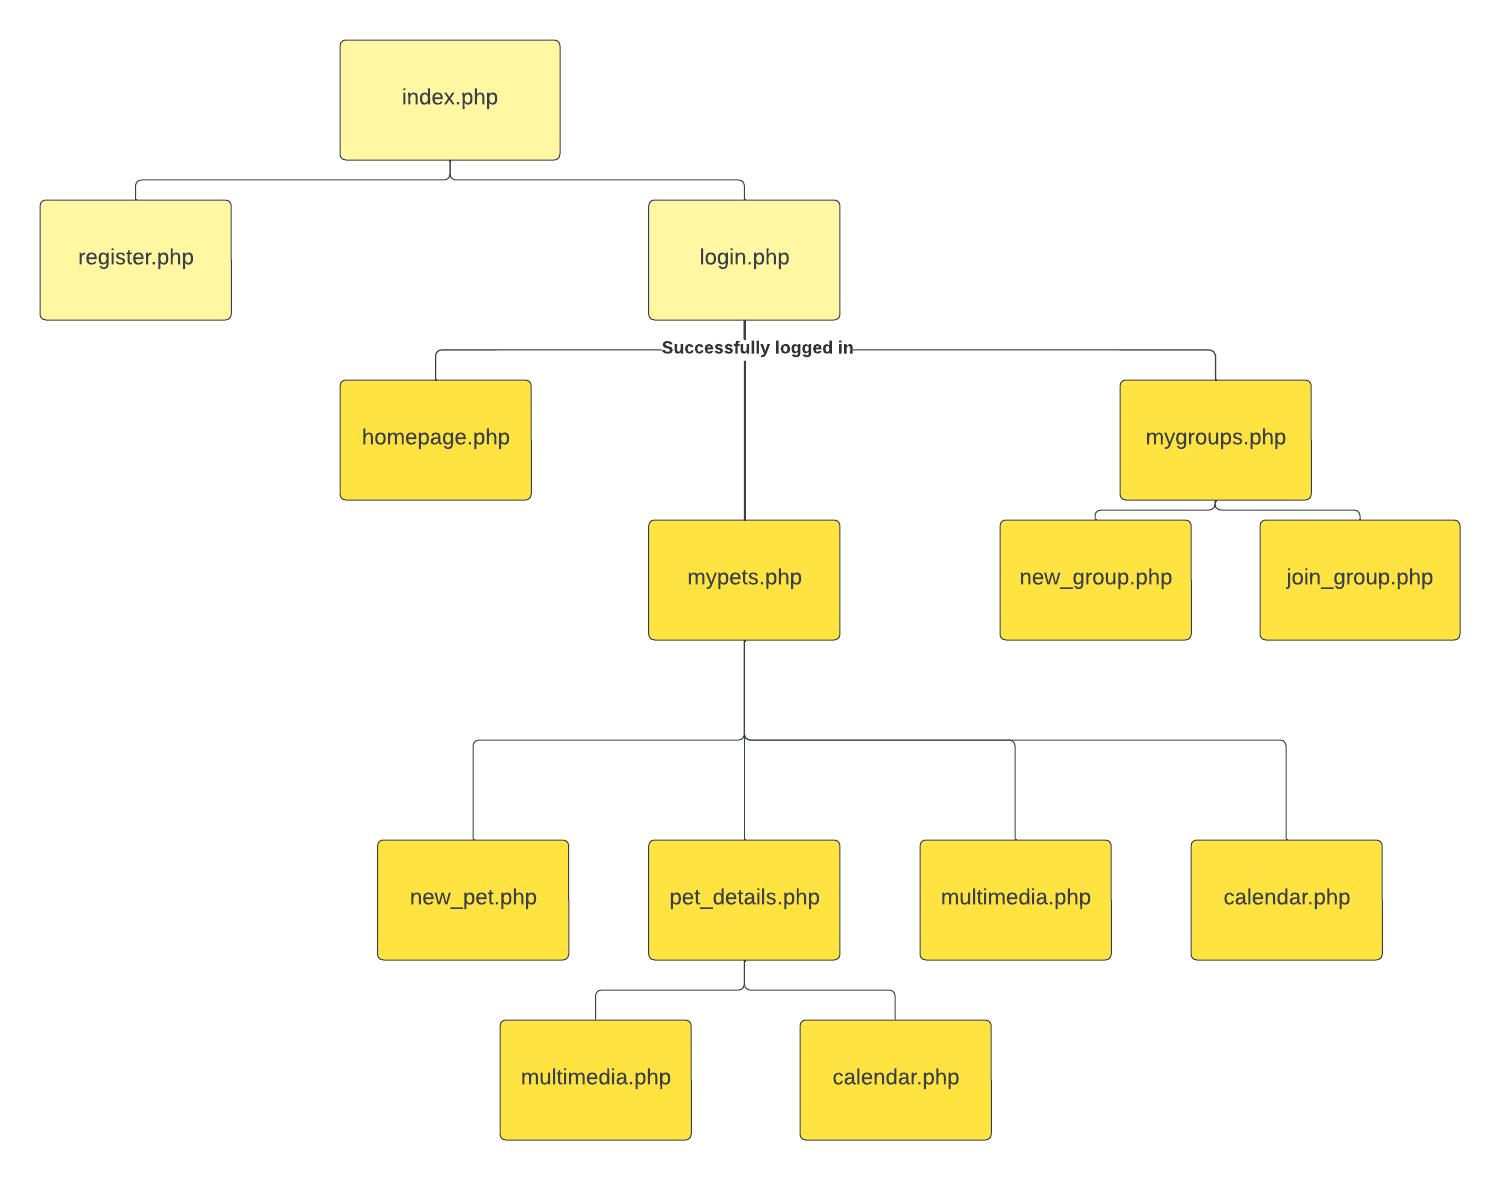 index.php
register.php
login.php
Successfully logged in
homepage.php
mygroups.php
mypets.php
new_group.php
join_group.php
new_pet.php
pet_details.php
multimedia.php
calendar.php
multimedia.php
calendar.php